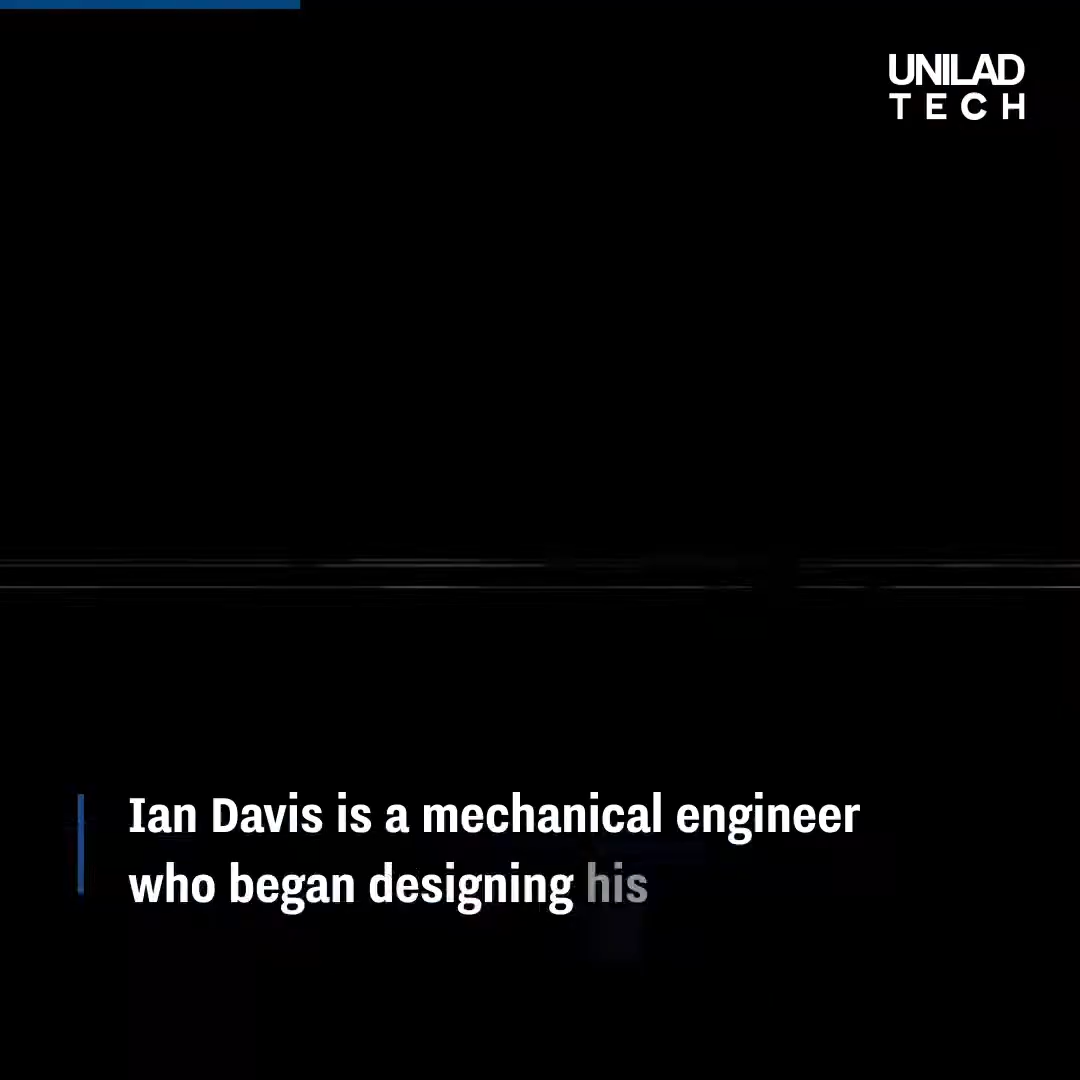 UNILAD
TECH
Ian Davis is a mechanical engineer
who began designing his